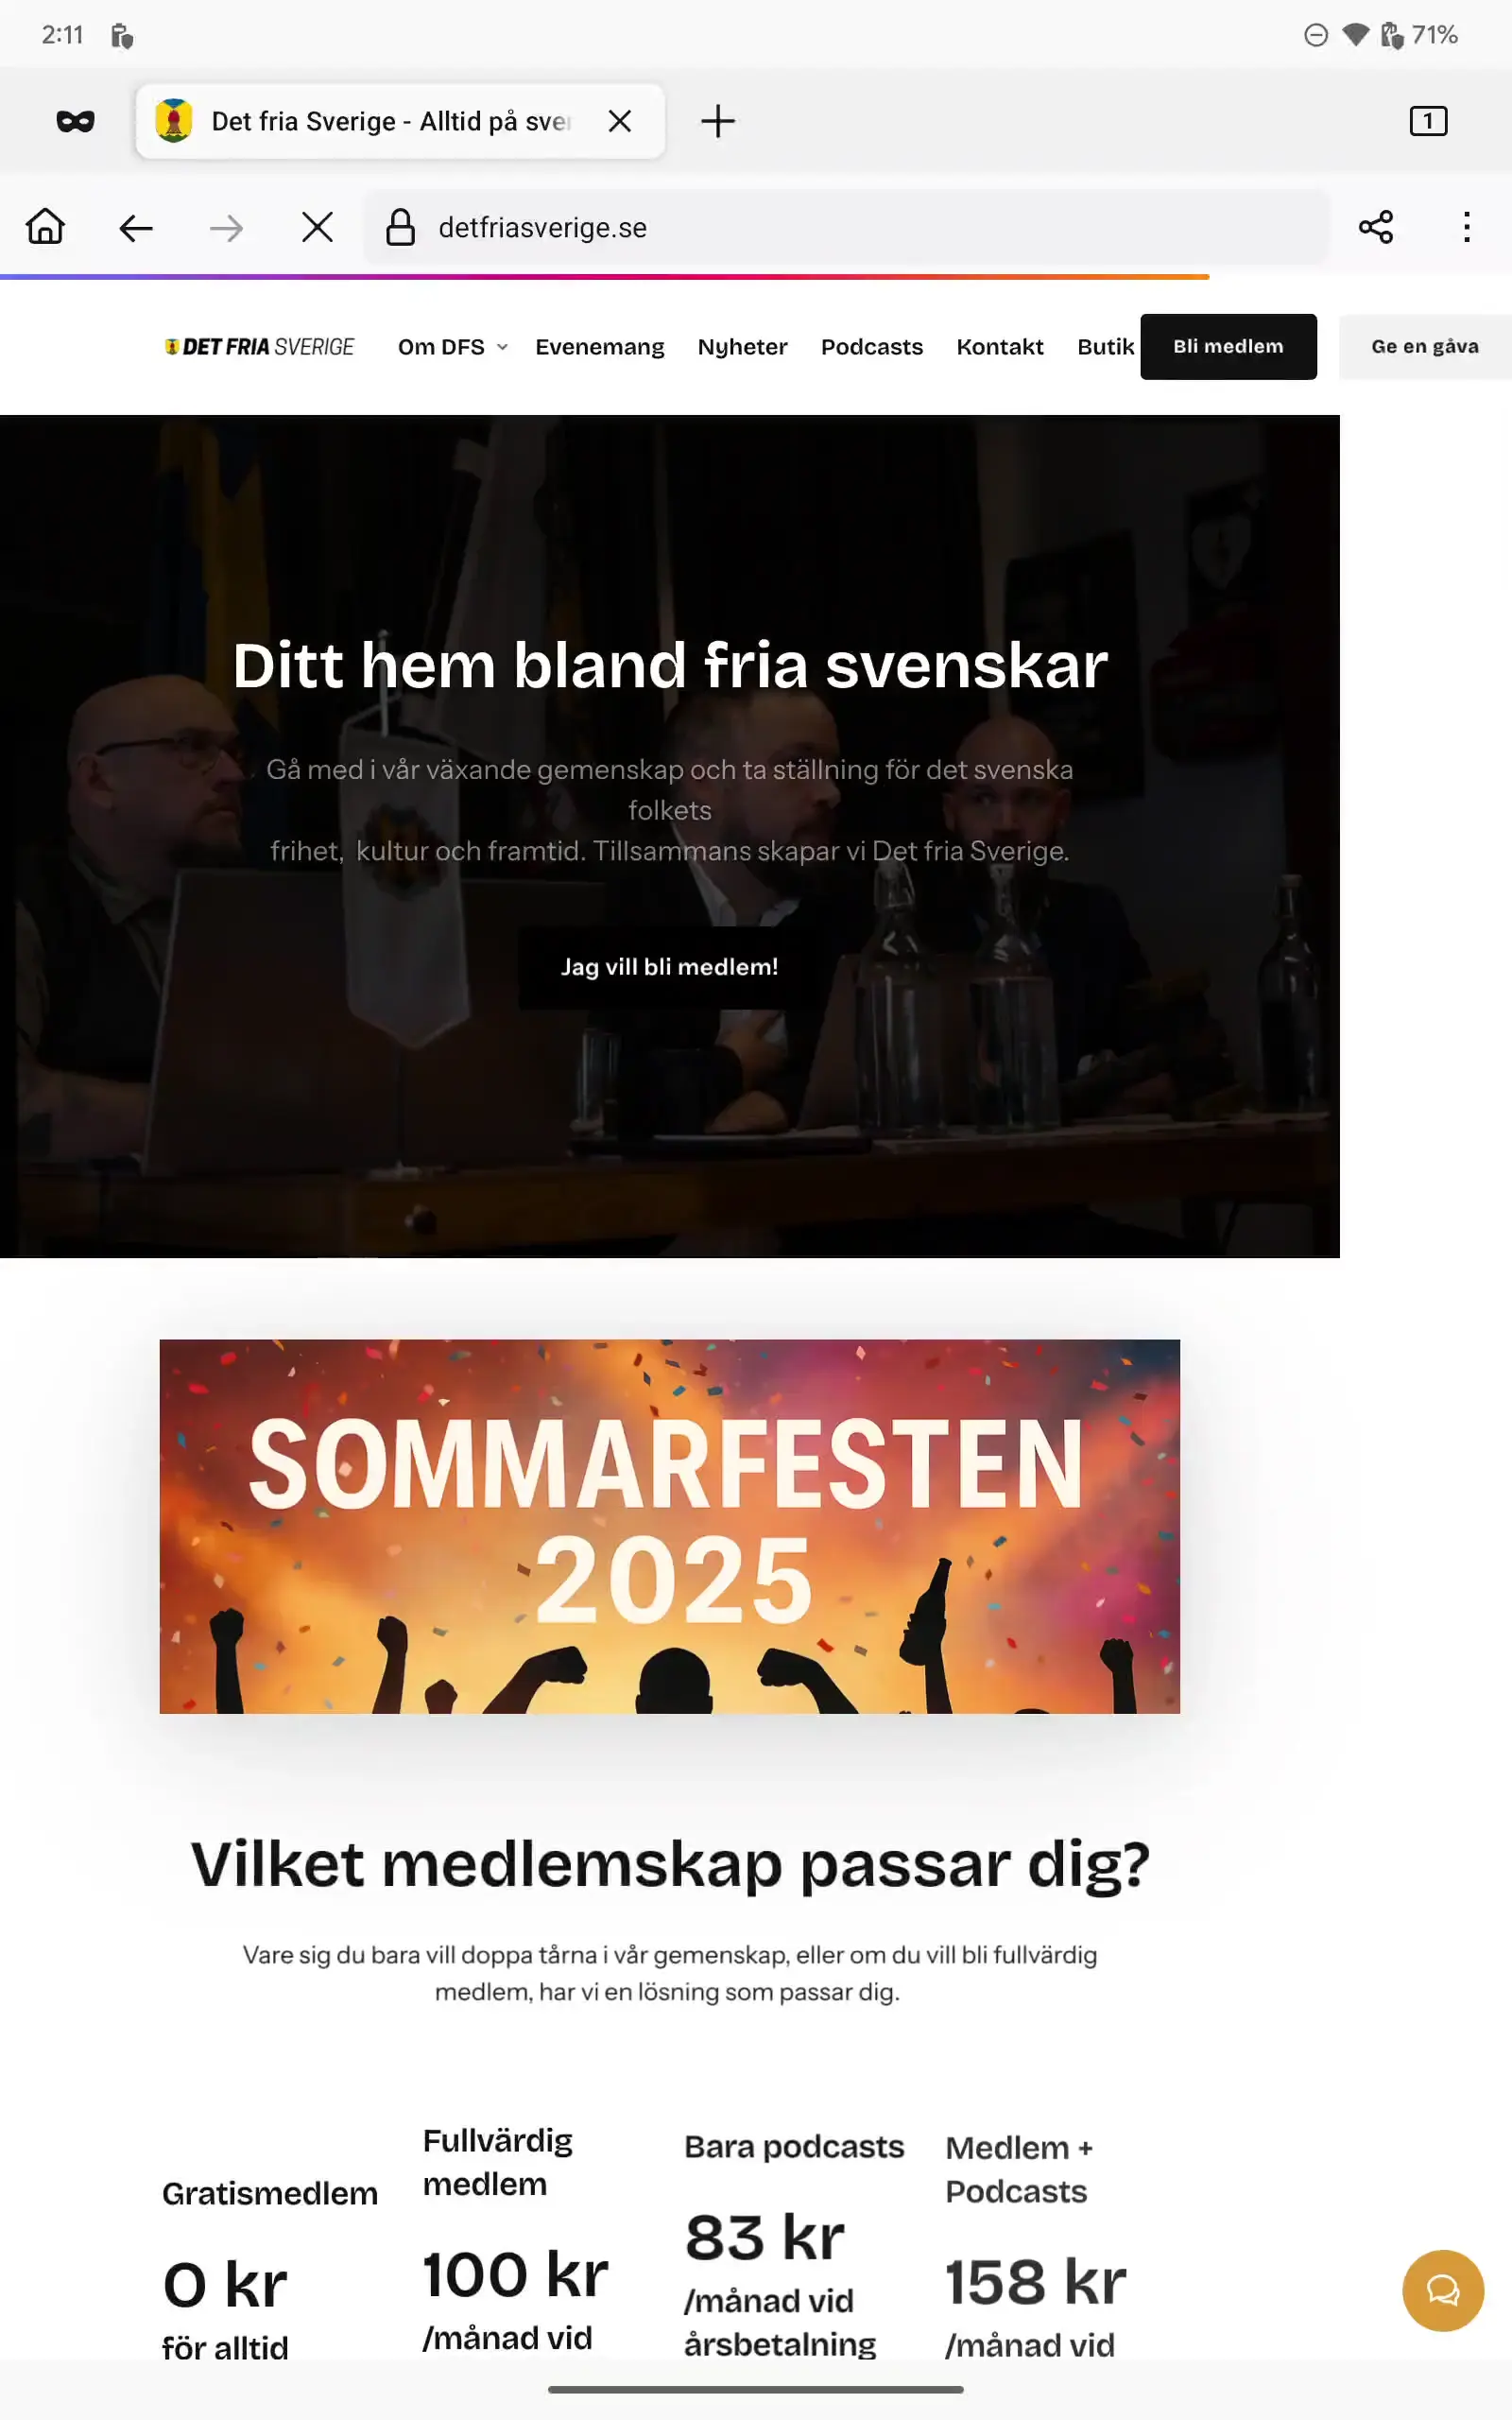 2:11
71%
Det fria Sverige - Alltid på sve
1
detfriasverige.se
DET FRIA SVERIGE Om DFS Evenemang Nyheter Podcasts Kontakt Butik Bli medlem Ge en gåva
Ditt hem bland fria svenskar
Gå med i vår växande gemenskap och ta ställning för det svenska
folkets
frihet, kultur och framtid. Tillsammans skapar vi Det fria Sverige.
Jag vill bli medlem!
SOMMARFESTEN
2025
Vilket medlemskap passar dig?
Vare sig du bara vill doppa tårna i vår gemenskap, eller om du vill bli fullvärdig
medlem, har vi en lösning som passar dig.
Gratismedlem
0 kr
för alltid
Fullvärdig
medlem
100 kr
/månad vid
Bara podcasts
83 kr
/månad vid
årsbetalning
Medlem +
Podcasts
158 kr
/månad vid